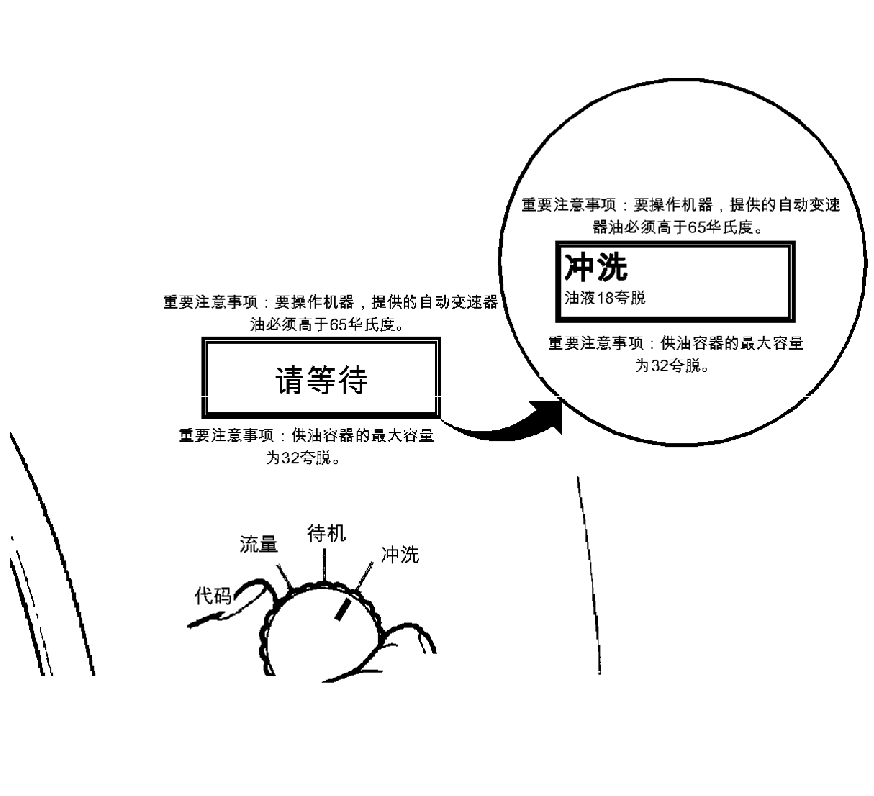 重要注意事项：要操作机器，提供的自动变速
器油必须高于65华氏度。
冲洗
油液18夸脱
重要注意事项：供油容器的最大容量
为32夸脱。
重要注意事项：要操作机器，提供的自动变速器
油必须高于65华氏度。
请等待
重要注意事项：供油容器的最大容量
为32夸脱。
待机
流量
冲洗
代码